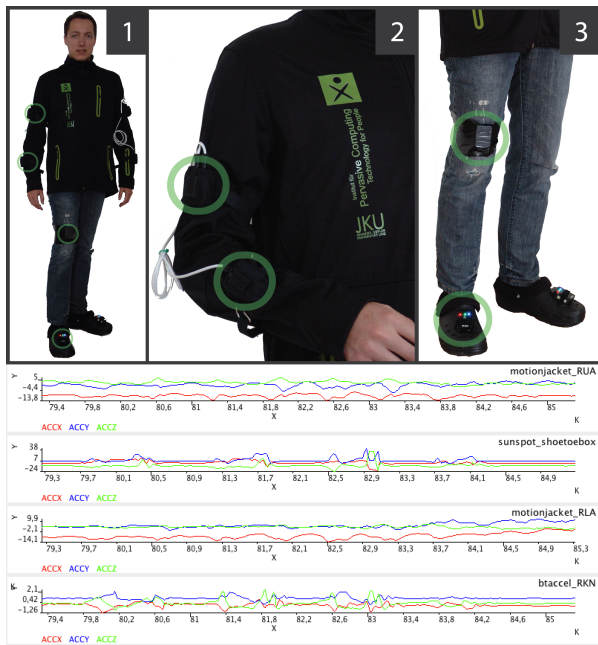 1
2
3
Institut für
Pervasive Computing
Technology for People
JKU
motionjacket_RUA
Y
5
-4,4
-13,8
79,4 79,8 80,2 80,6 81 81,4 81,8 82,2 82,6 83 83,4 83,8 84,2 84,6 85
X
K
ACCX ACCY ACCZ
sunspot_shoetoebox
Y
38
7
-24
79,3 79,7 80,1 80,5 80,9 81,3 81,7 82,1 82,5 82,9 83,3 83,7 84,1 84,5 84,9
X
K
ACCX ACCY ACCZ
motionjacket_RLA
Y
9,9
-2,1
-14,1
79,3 79,7 80,1 80,5 80,9 81,3 81,7 82,1 82,5 82,9 83,3 83,7 84,1 84,5 84,9 85,3
X
K
ACCX ACCY ACCZ
btaccel_RKN
2,1
0,42
-1,26
79,4 79,8 80,2 80,6 81 81,4 81,8 82,2 82,6 83 83,4 83,8 84,2 84,6 85
X
K
ACCX ACCY ACCZ